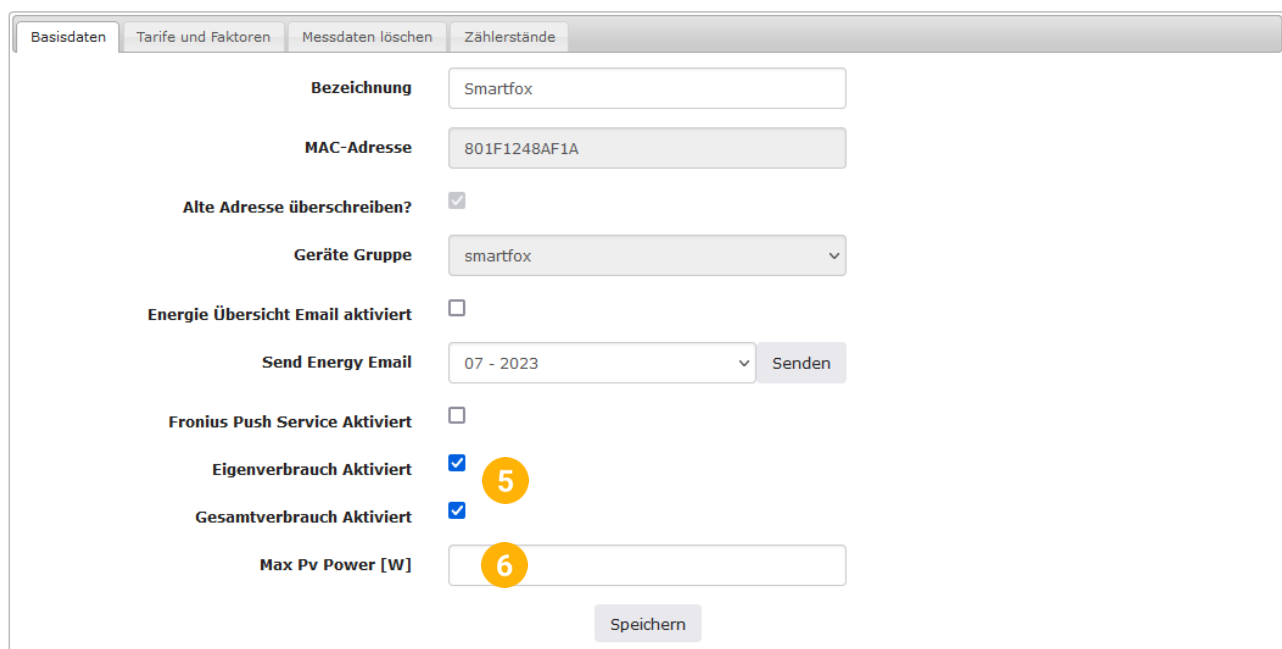 Basisdaten Tarife und Faktoren Messdaten löschen Zählerstände
Bezeichnung Smartfox
MAC-Adresse 801F1248AF1A
Alte Adresse überschreiben?
Geräte Gruppe smartfox
Energie Übersicht Email aktiviert
Send Energy Email 07 - 2023 Senden
Fronius Push Service Aktiviert
Eigenverbrauch Aktiviert
5
Gesamtverbrauch Aktiviert
Max Pv Power [W] 6
Speichern